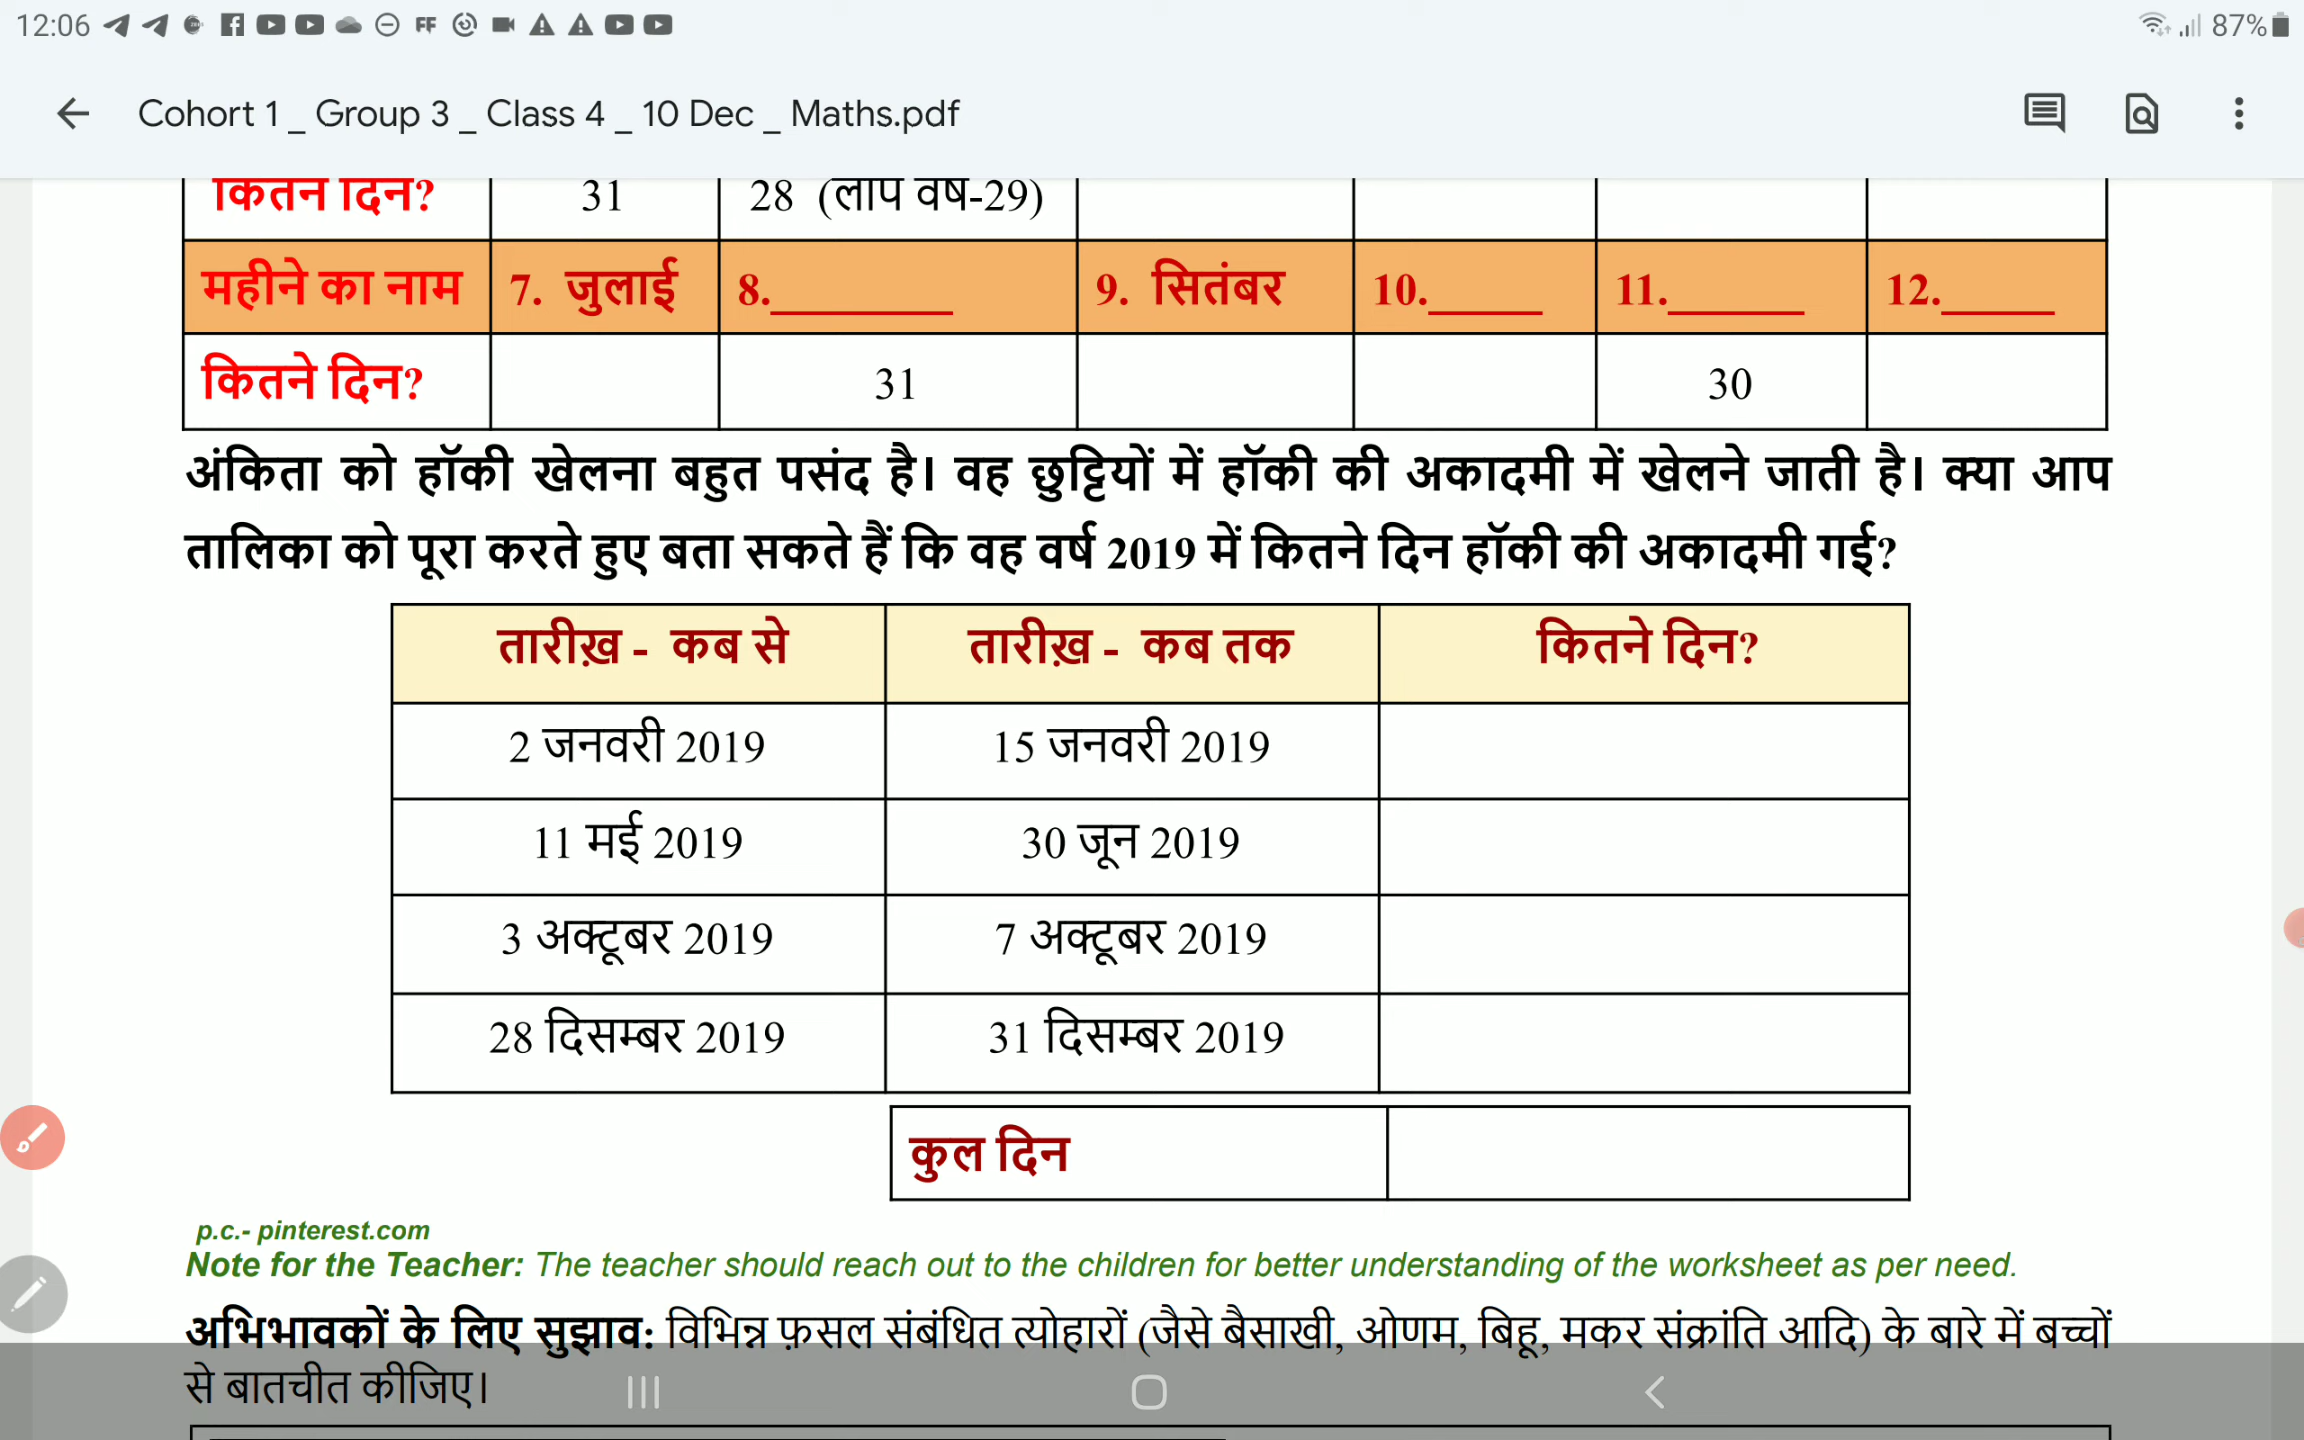 12:06 87%
Cohort 1 _ Group 3 _ Class 4 _ 10 Dec _ Maths.pdf
कितने दिन? 31 28 (लीप वर्ष-29)
महीने का नाम 7. जुलाई 8.________ 9. सितंबर 10._____ 11.______ 12._____
कितने दिन? 31 30
अंकिता को हॉकी खेलना बहुत पसंद है। वह छुट्टियों में हॉकी की अकादमी में खेलने जाती है। क्या आप
तालिका को पूरा करते हुए बता सकते हैं कि वह वर्ष 2019 में कितने दिन हॉकी की अकादमी गई?
तारीख़ - कब से तारीख़ - कब तक कितने दिन?
2 जनवरी 2019 15 जनवरी 2019
11 मई 2019 30 जून 2019
3 अक्टूबर 2019 7 अक्टूबर 2019
28 दिसम्बर 2019 31 दिसम्बर 2019
कुल दिन
p.c.- pinterest.com
Note for the Teacher: The teacher should reach out to the children for better understanding of the worksheet as per need.
अभिभावकों के लिए सुझाव: विभिन्न फ़सल संबंधित त्योहारों (जैसे बैसाखी, ओणम, बिहू, मकर संक्रांति आदि) के बारे में बच्चों
से बातचीत कीजिए।